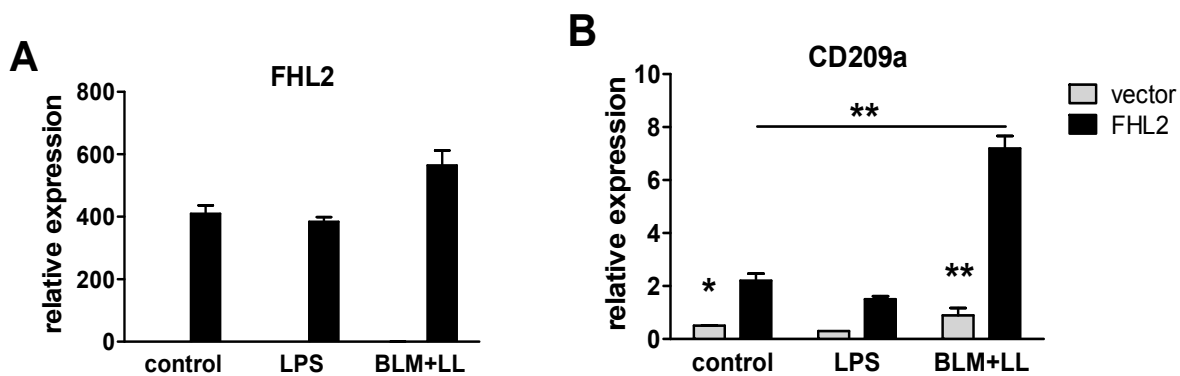 A
FHL2
relative expression
800
600
400
200
0
control LPS BLM+LL
B
CD209a
relative expression
10
8
6
4
2
0
**
*
**
control LPS BLM+LL
vector
FHL2